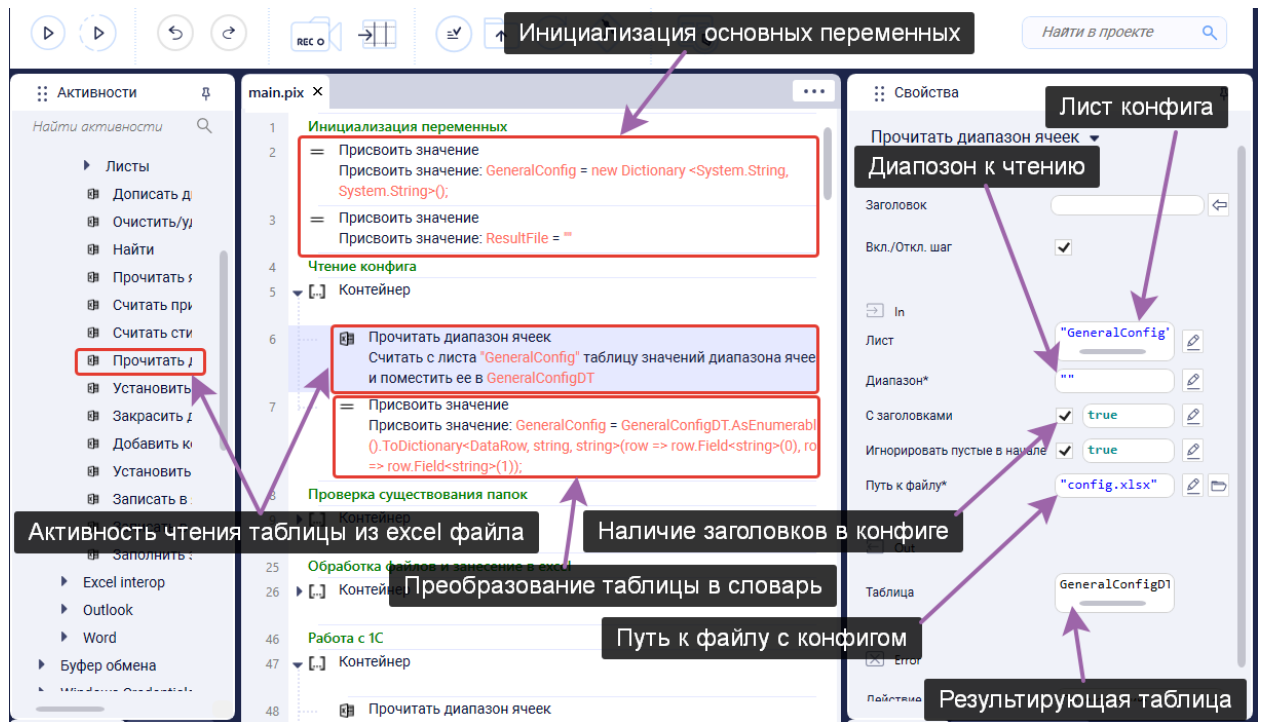 REC
Инициализация основных переменных
Найти в проекте
Активности
main.pix
Свойства
Лист конфига
Найти активности
Листы
Дописать
Очистить/
Найти
Прочитать я
Считать при
Считать сти
Прочитать д
Установить
Закрасить д
Добавить ко
Установить
Записать в
Заполнить
Excel interop
Outlook
Word
Буфер обмена
1 Инициализация переменных
2 = Присвоить значение
Присвоить значение: GeneralConfig = new Dictionary <System.String,
System.String>();
3 = Присвоить значение
Присвоить значение: ResultFile = ""
4 Чтение конфига
5 [...] Контейнер
6 Прочитать диапазон ячеек
Считать с листа "GeneralConfig" таблицу значений диапазона ячее
и поместить ее в GeneralConfigDT
7 = Присвоить значение
Присвоить значение: GeneralConfig = GeneralConfigDT.AsEnumerabl
().ToDictionary<DataRow, string, string>(row => row.Field<string>(0), ro
=> row.Field<string>(1));
8 Проверка существования папок
Контейнер
Активность чтения таблицы из excel файла
Наличие заголовков в конфиге
25 Обработка файлов и занесение в excel
26 [...] Контейнер
Преобразование таблицы в словарь
Путь к файлу с конфигом
46 Работа с 1С
47 [...] Контейнер
48 Прочитать диапазон ячеек
Прочитать диапазон ячеек
Диапозон к чтению
Заголовок
Вкл./Откл. шаг
In
Лист "GeneralConfig"
Диапазон* ""
С заголовками true
Игнорировать пустые в начале true
Путь к файлу* "config.xlsx"
Out
Таблица GeneralConfigDT
Error
Действие
Результирующая таблица